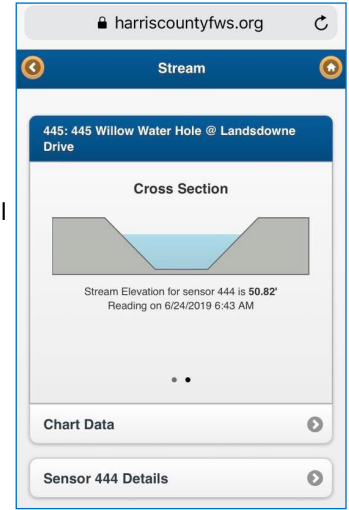 harriscountyfws.org
Stream
445: 445 Willow Water Hole @ Landsdowne
Drive
Cross Section
Stream Elevation for sensor 444 is 50.82'
Reading on 6/24/2019 6:43 AM
Chart Data
Sensor 444 Details